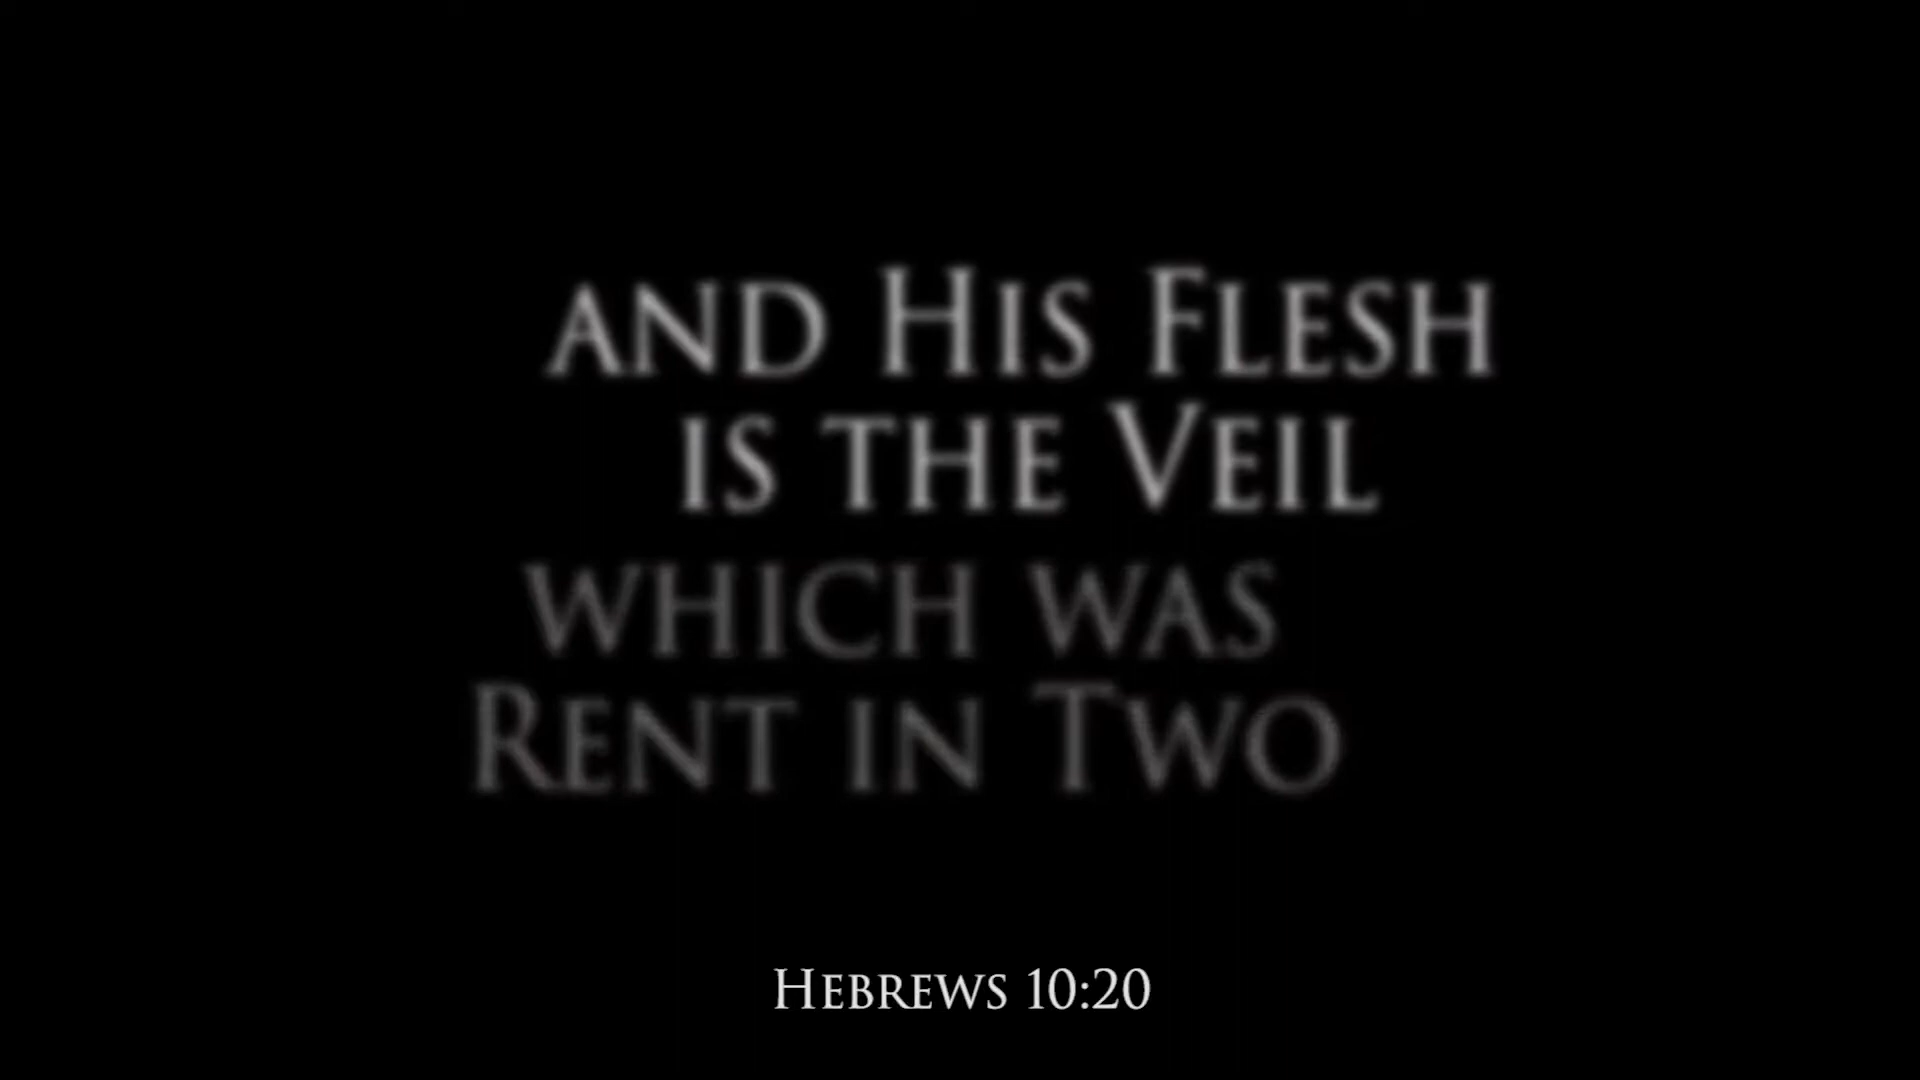 and His Flesh
is the Veil
which was
Rent in Two
Hebrews 10:20